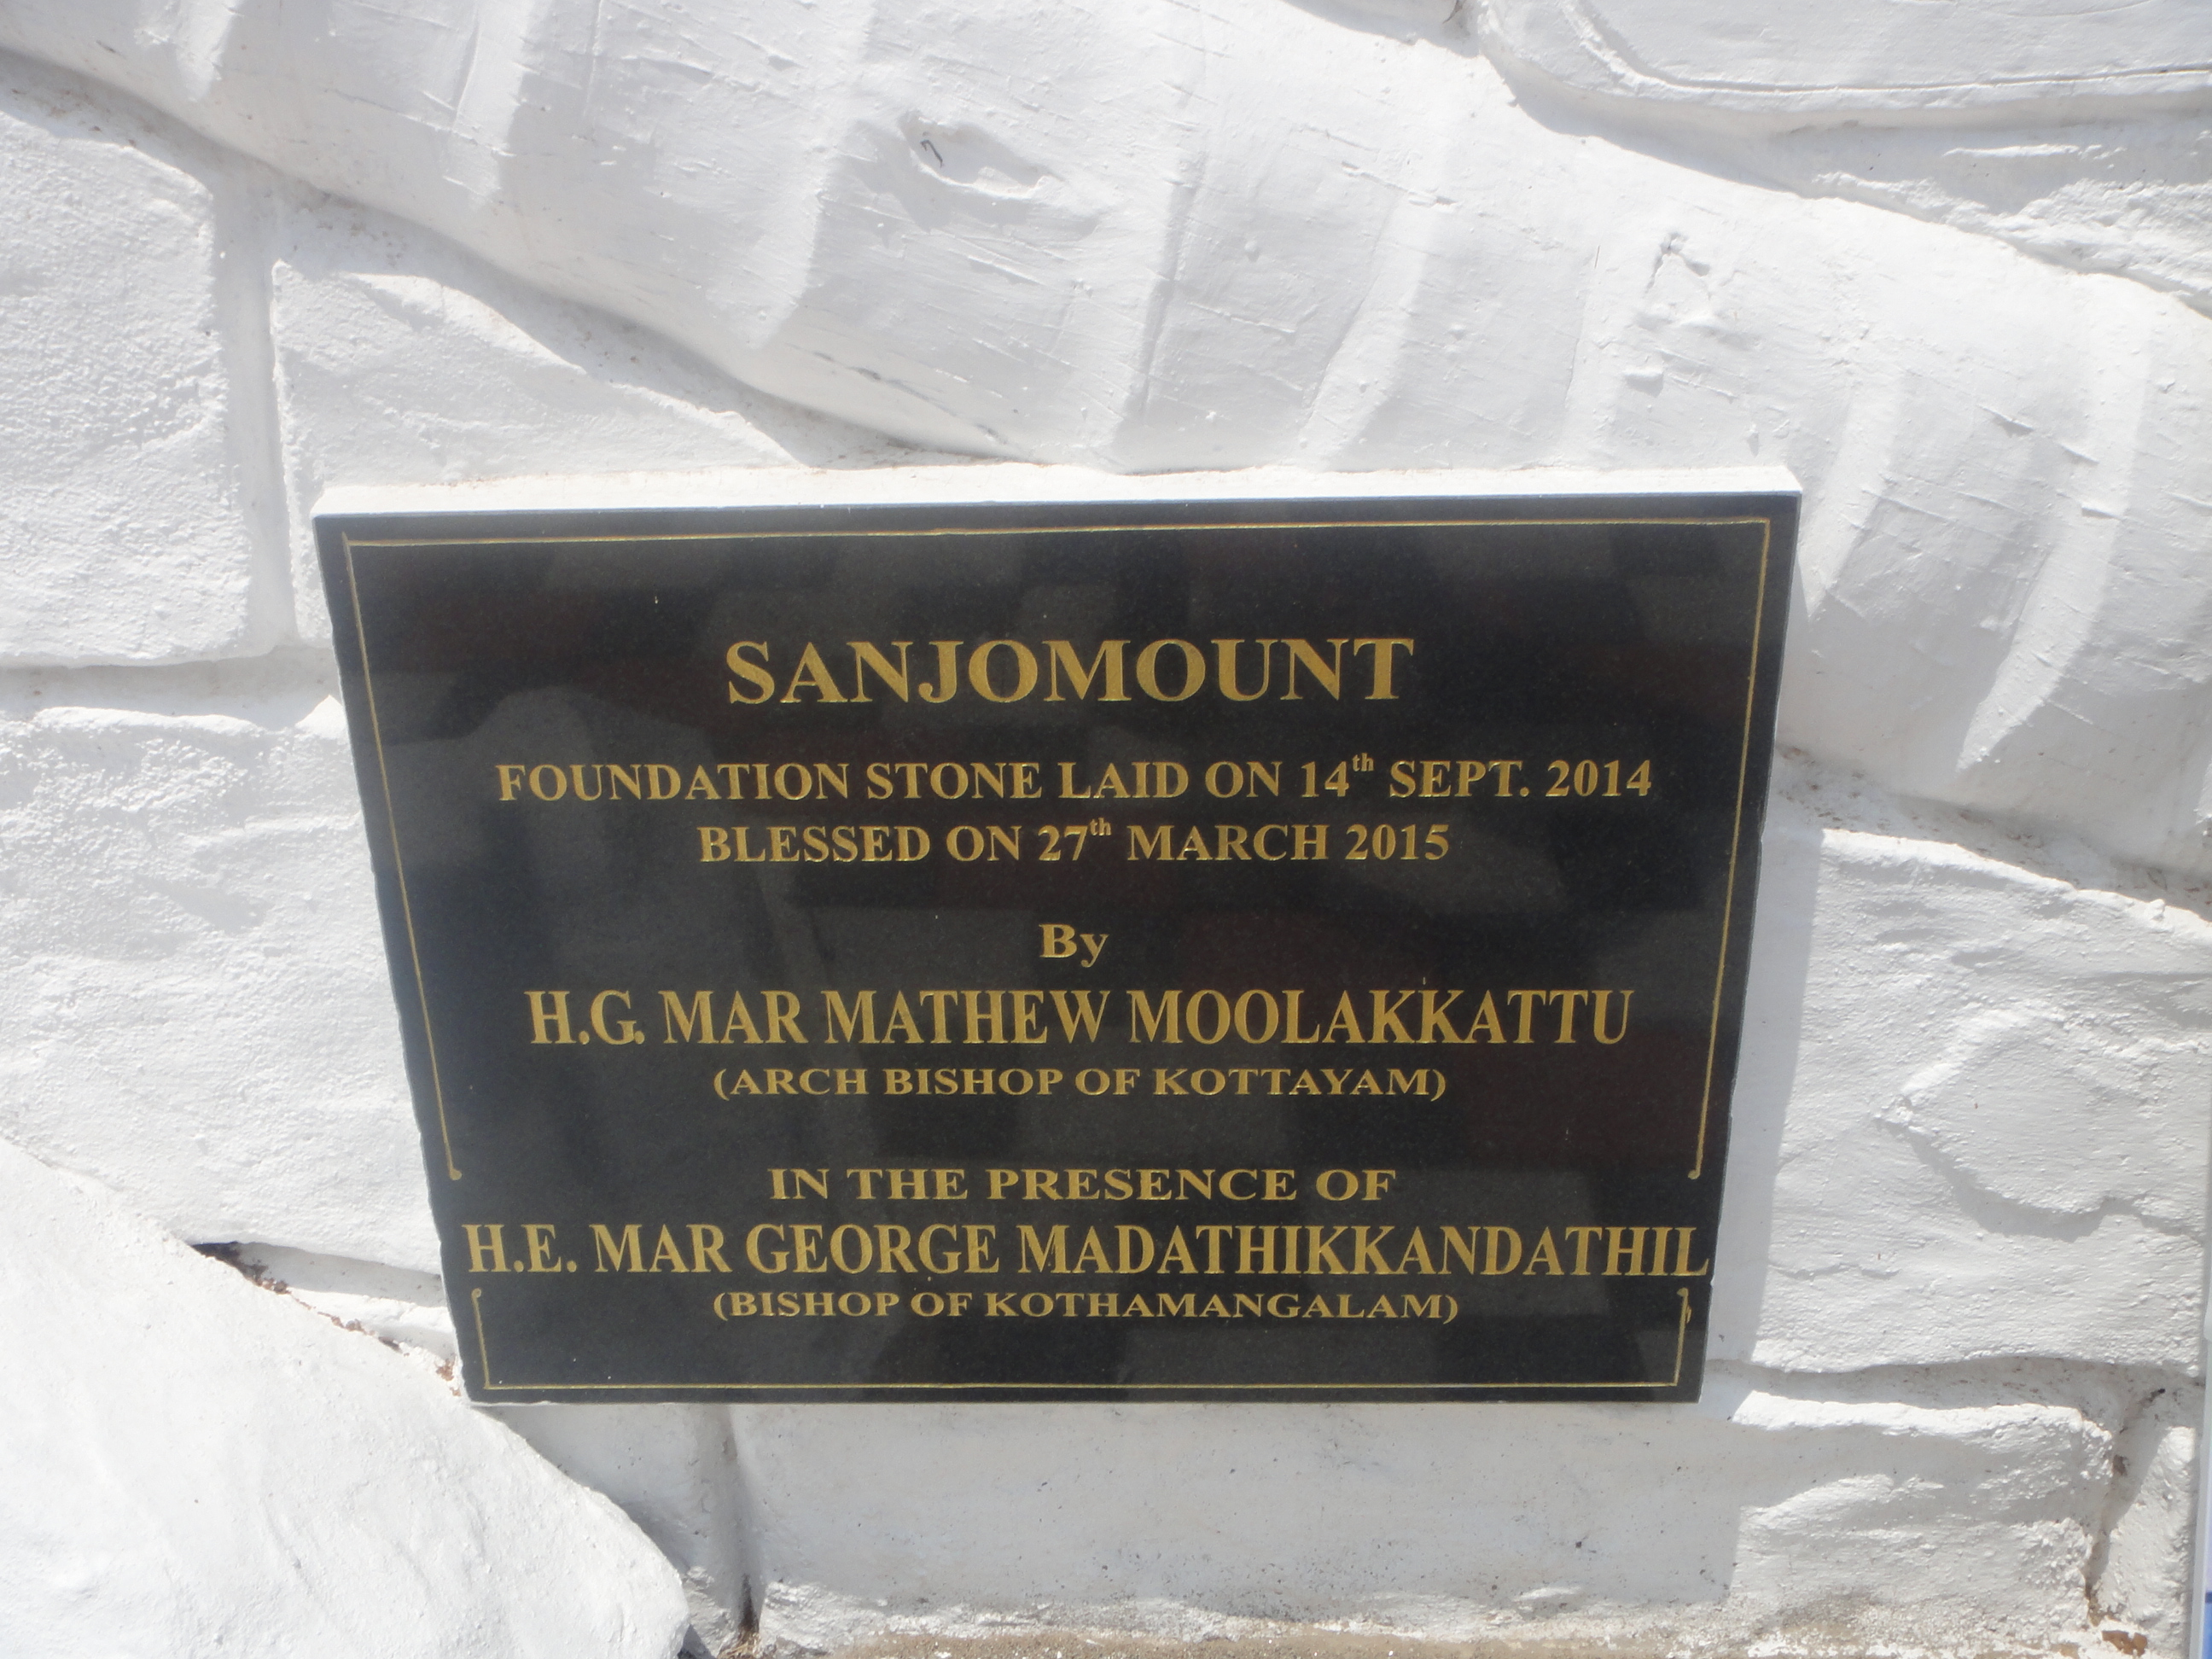 SANJOMOUNT
FOUNDATION STONE LAID ON 14th SEPT. 2014
BLESSED ON 27th MARCH 2015
By
H.G. MAR MATHEW MOOLAKKATTU
(ARCH BISHOP OF KOTTAYAM)
IN THE PRESENCE OF
H.E. MAR GEORGE MADATHIKKANDATHIL
(BISHOP OF KOTHAMANGALAM)